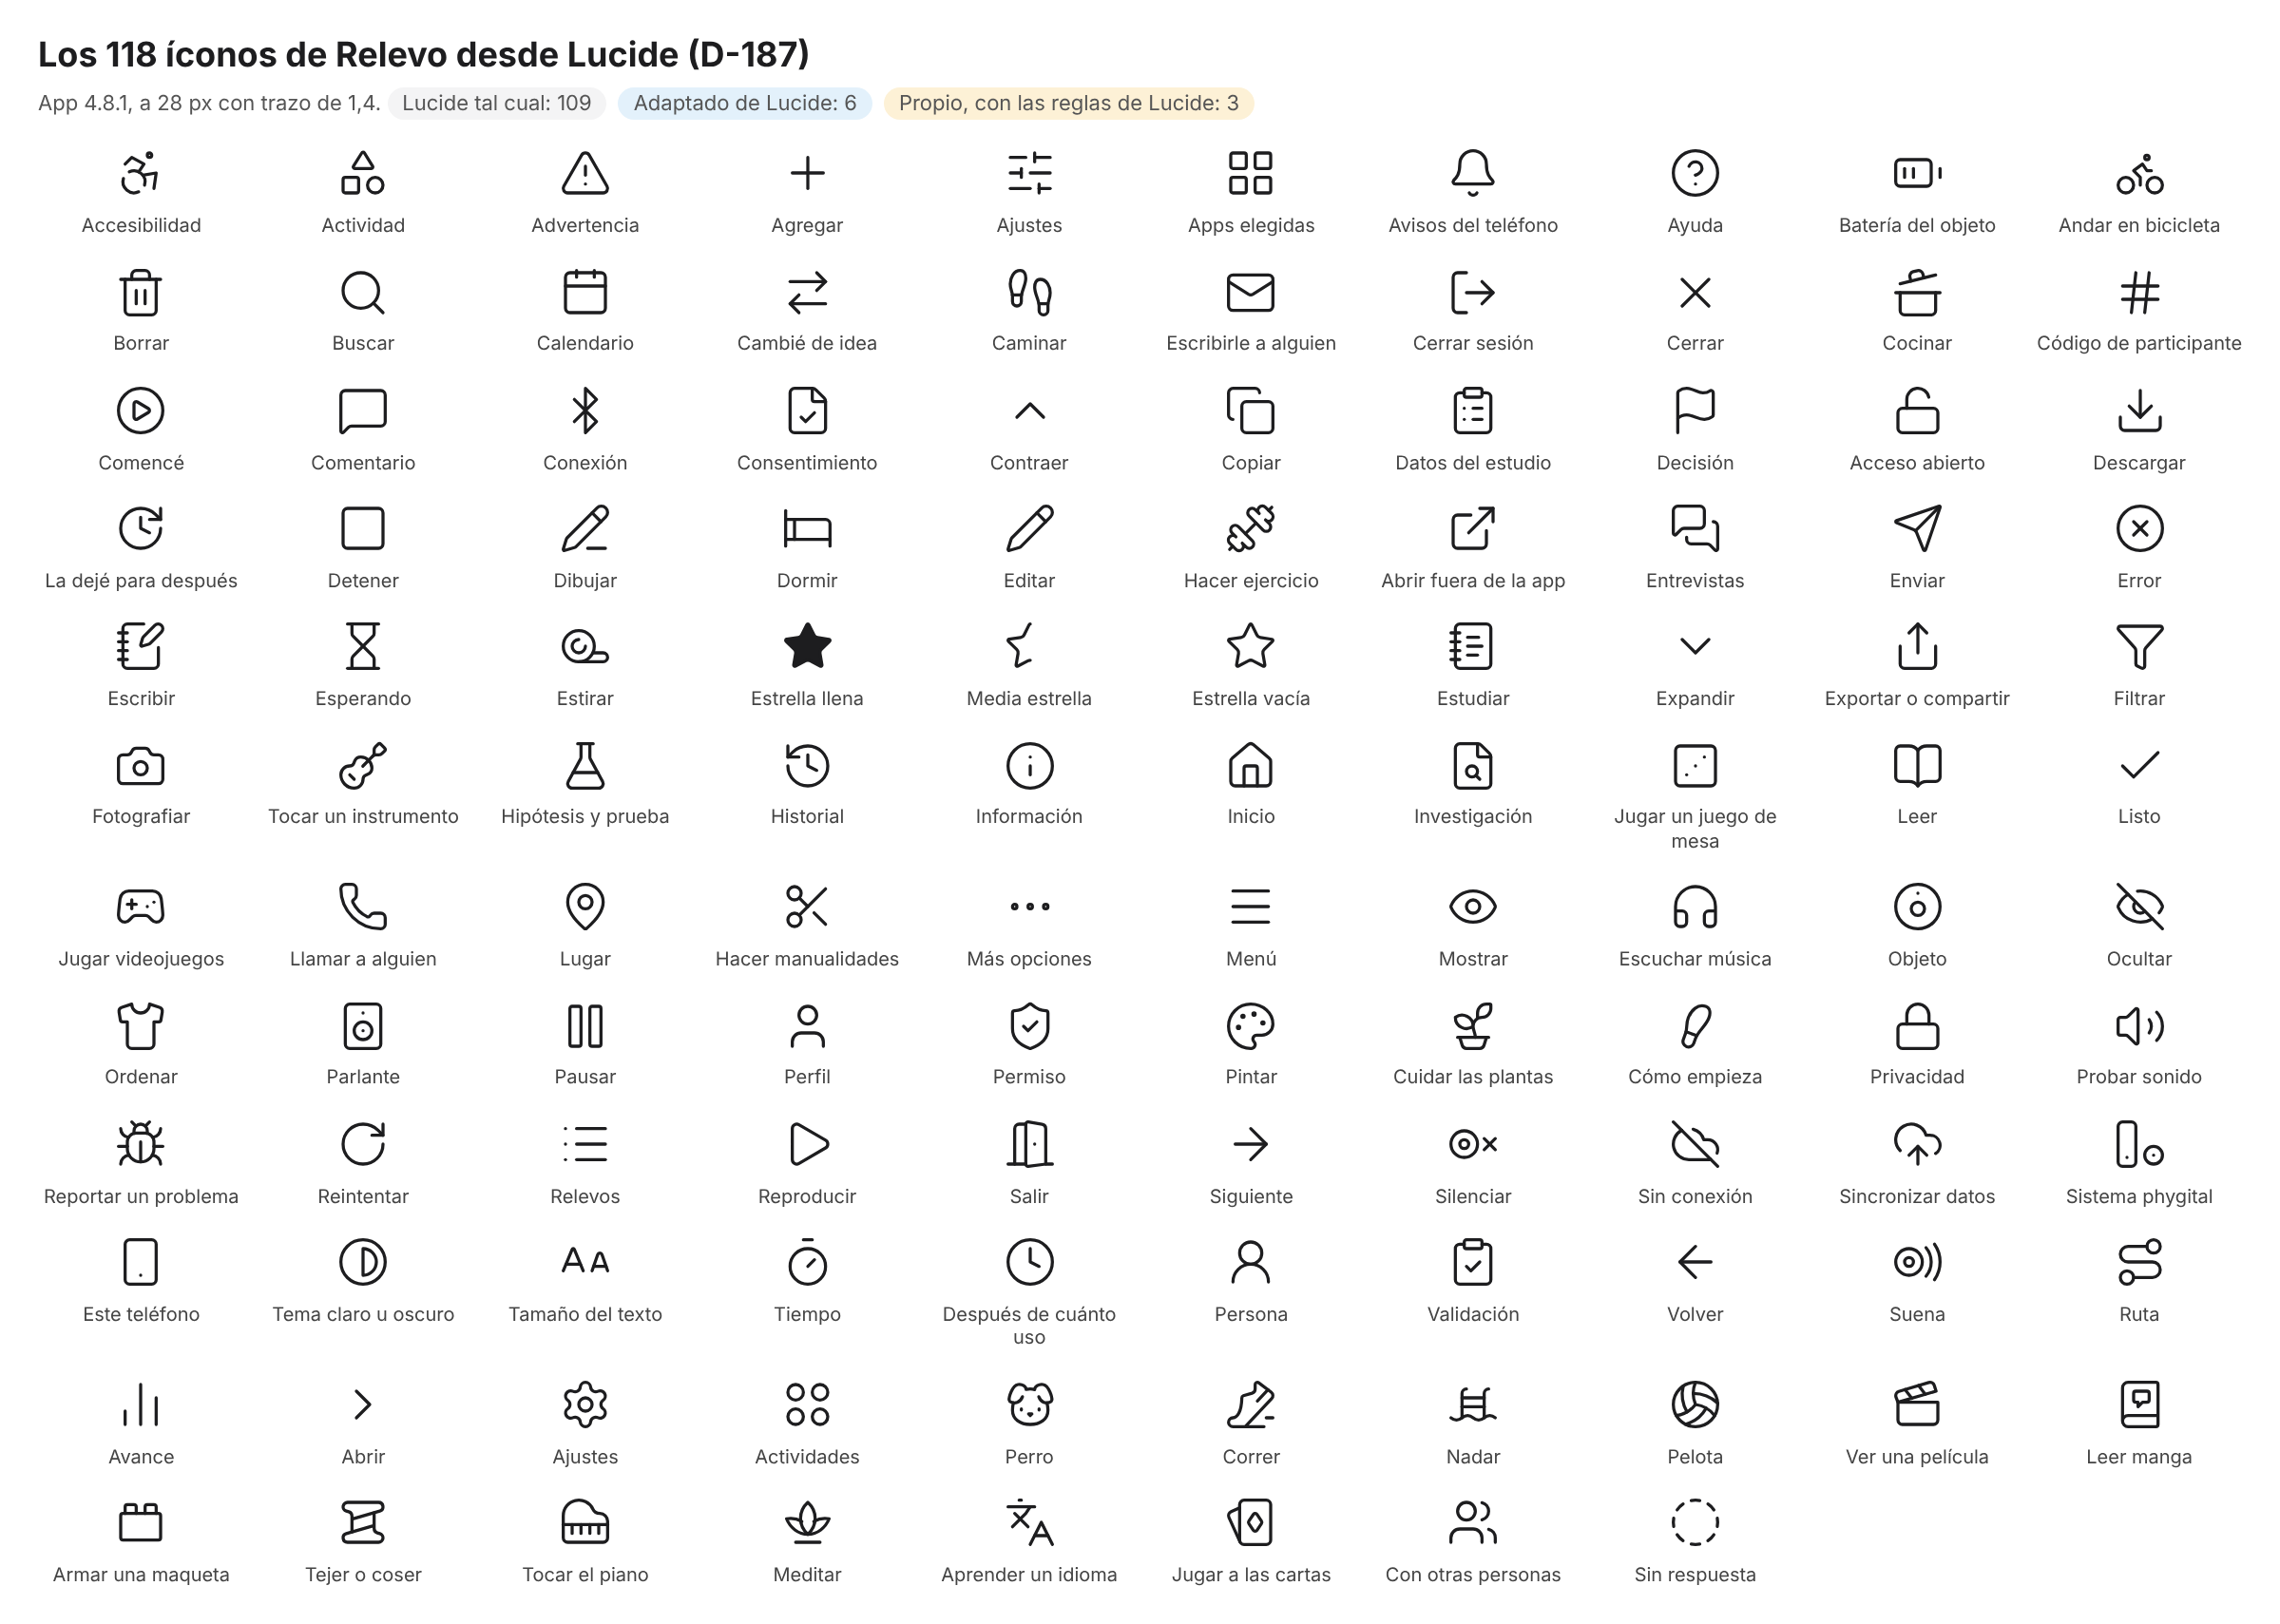 Los 118 íconos de Relevo desde Lucide (D-187)
App 4.8.1, a 28 px con trazo de 1,4. Lucide tal cual: 109 Adaptado de Lucide: 6 Propio, con las reglas de Lucide: 3
Accesibilidad Actividad Advertencia Agregar Ajustes Apps elegidas Avisos del teléfono Ayuda Batería del objeto Andar en bicicleta
Borrar Buscar Calendario Cambié de idea Caminar Escribirle a alguien Cerrar sesión Cerrar Cocinar Código de participante
Comencé Comentario Conexión Consentimiento Contraer Copiar Datos del estudio Decisión Acceso abierto Descargar
La dejé para después Detener Dibujar Dormir Editar Hacer ejercicio Abrir fuera de la app Entrevistas Enviar Error
Escribir Esperando Estirar Estrella llena Media estrella Estrella vacía Estudiar Expandir Exportar o compartir Filtrar
Fotografiar Tocar un instrumento Hipótesis y prueba Historial Información Inicio Investigación Jugar un juego de Leer Listo
mesa
Jugar videojuegos Llamar a alguien Lugar Hacer manualidades Más opciones Menú Mostrar Escuchar música Objeto Ocultar
Ordenar Parlante Pausar Perfil Permiso Pintar Cuidar las plantas Cómo empieza Privacidad Probar sonido
Reportar un problema Reintentar Relevos Reproducir Salir Siguiente Silenciar Sin conexión Sincronizar datos Sistema phygital
Este teléfono Tema claro u oscuro Tamaño del texto Tiempo Después de cuánto Persona Validación Volver Suena Ruta
uso
Avance Abrir Ajustes Actividades Perro Correr Nadar Pelota Ver una película Leer manga
Armar una maqueta Tejer o coser Tocar el piano Meditar Aprender un idioma Jugar a las cartas Con otras personas Sin respuesta